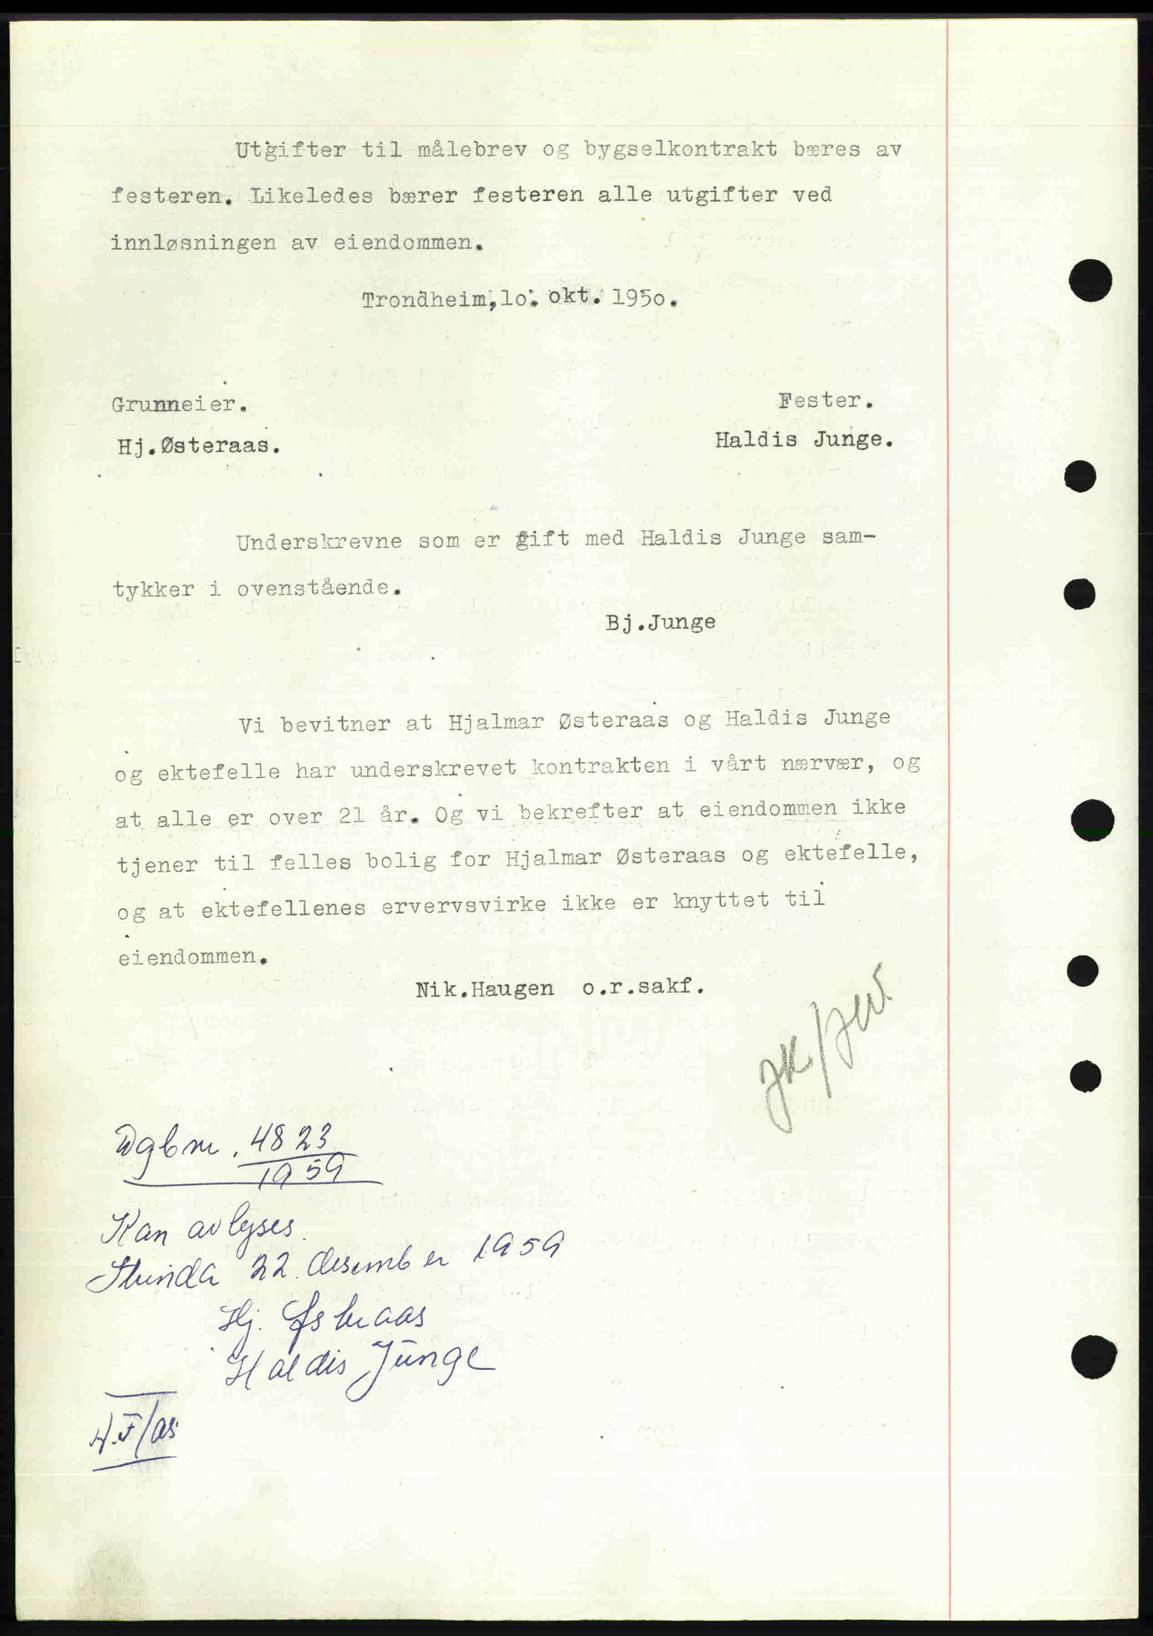 Utgifter til målebrev og bygselkontrakt bæres av
festeren. Likeledes bærer festeren alle utgifter ved
innløsningen av eiendommen.
Trondheim, lo. okt. 195o.
Grunneier. Fester.
Hj.Østeraas. Haldis Junge.
Underskrevne som er gift med Haldis Junge sam-
tykker i ovenstående.
Bj.Junge
Vi bevitner at Hjalmar Østeraas og Haldis Junge
og ektefelle har underskrevet kontrakten i vårt nærvær, og
at alle er over 21 år. Og vi bekrefter at eiendommen ikke
tjener til felles bolig for Hjalmar Østeraas og ektefelle,
og at ektefellenes ervervsvirke ikke er knyttet til
eiendommen.
Nik.Haugen o.r.sakf.
Dgbnr. 4823
1959
Kan avlyses.
Strinda 22. desember 1959
Hj. Østeraas
Haldis Junge